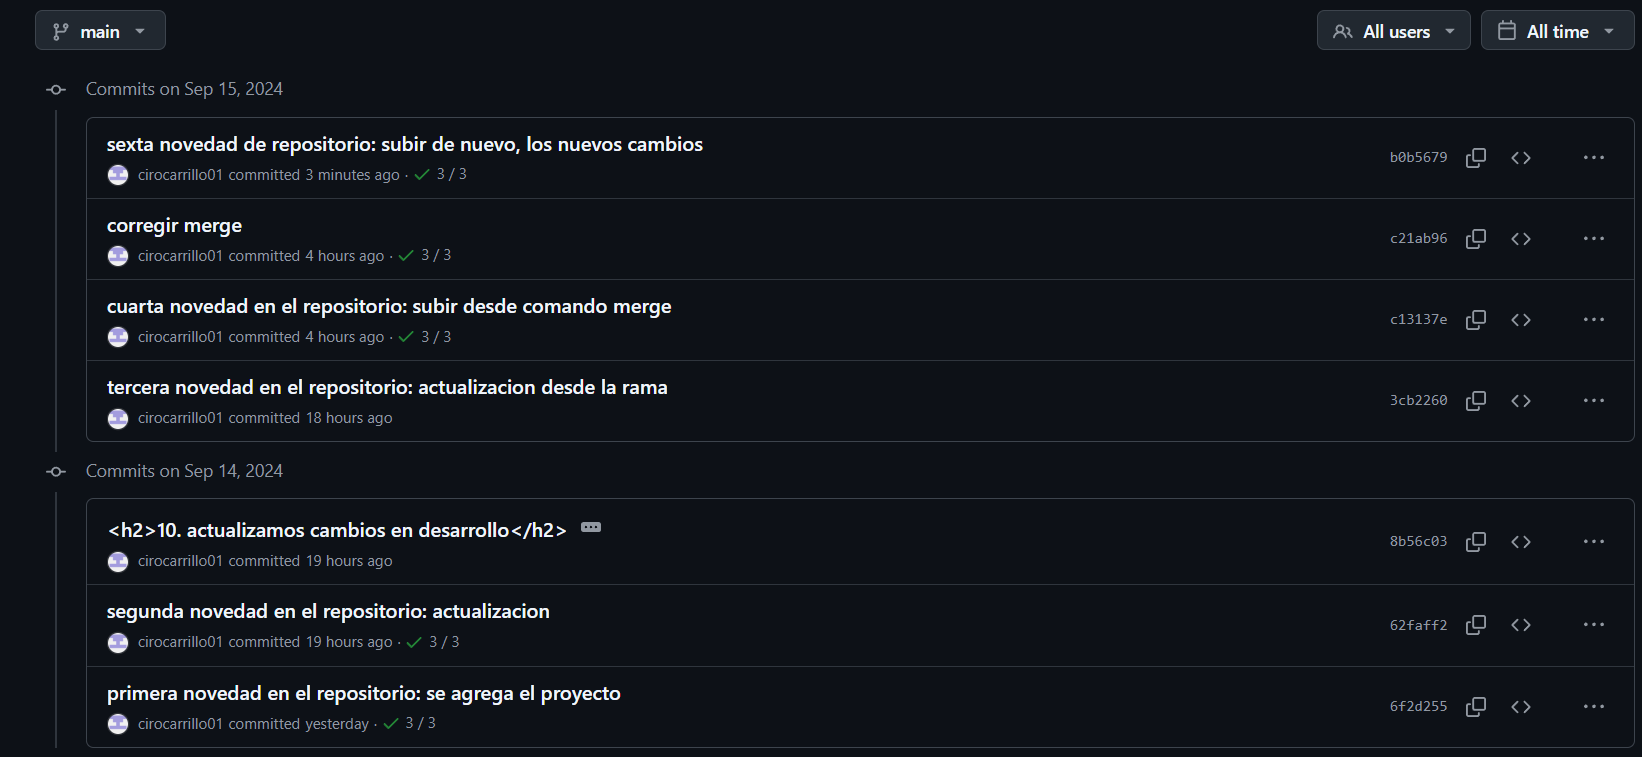 main
All users
All time
Commits on Sep 15, 2024
sexta novedad de repositorio: subir de nuevo, los nuevos cambios
cirocarrillo01 committed 3 minutes ago · 3 / 3
b0b5679
corregir merge
cirocarrillo01 committed 4 hours ago · 3 / 3
c21ab96
cuarta novedad en el repositorio: subir desde comando merge
cirocarrillo01 committed 4 hours ago · 3 / 3
c13137e
tercera novedad en el repositorio: actualizacion desde la rama
cirocarrillo01 committed 18 hours ago
3cb2260
Commits on Sep 14, 2024
<h2>10. actualizamos cambios en desarrollo</h2>
cirocarrillo01 committed 19 hours ago
8b56c03
segunda novedad en el repositorio: actualizacion
cirocarrillo01 committed 19 hours ago · 3 / 3
62faff2
primera novedad en el repositorio: se agrega el proyecto
cirocarrillo01 committed yesterday · 3 / 3
6f2d255